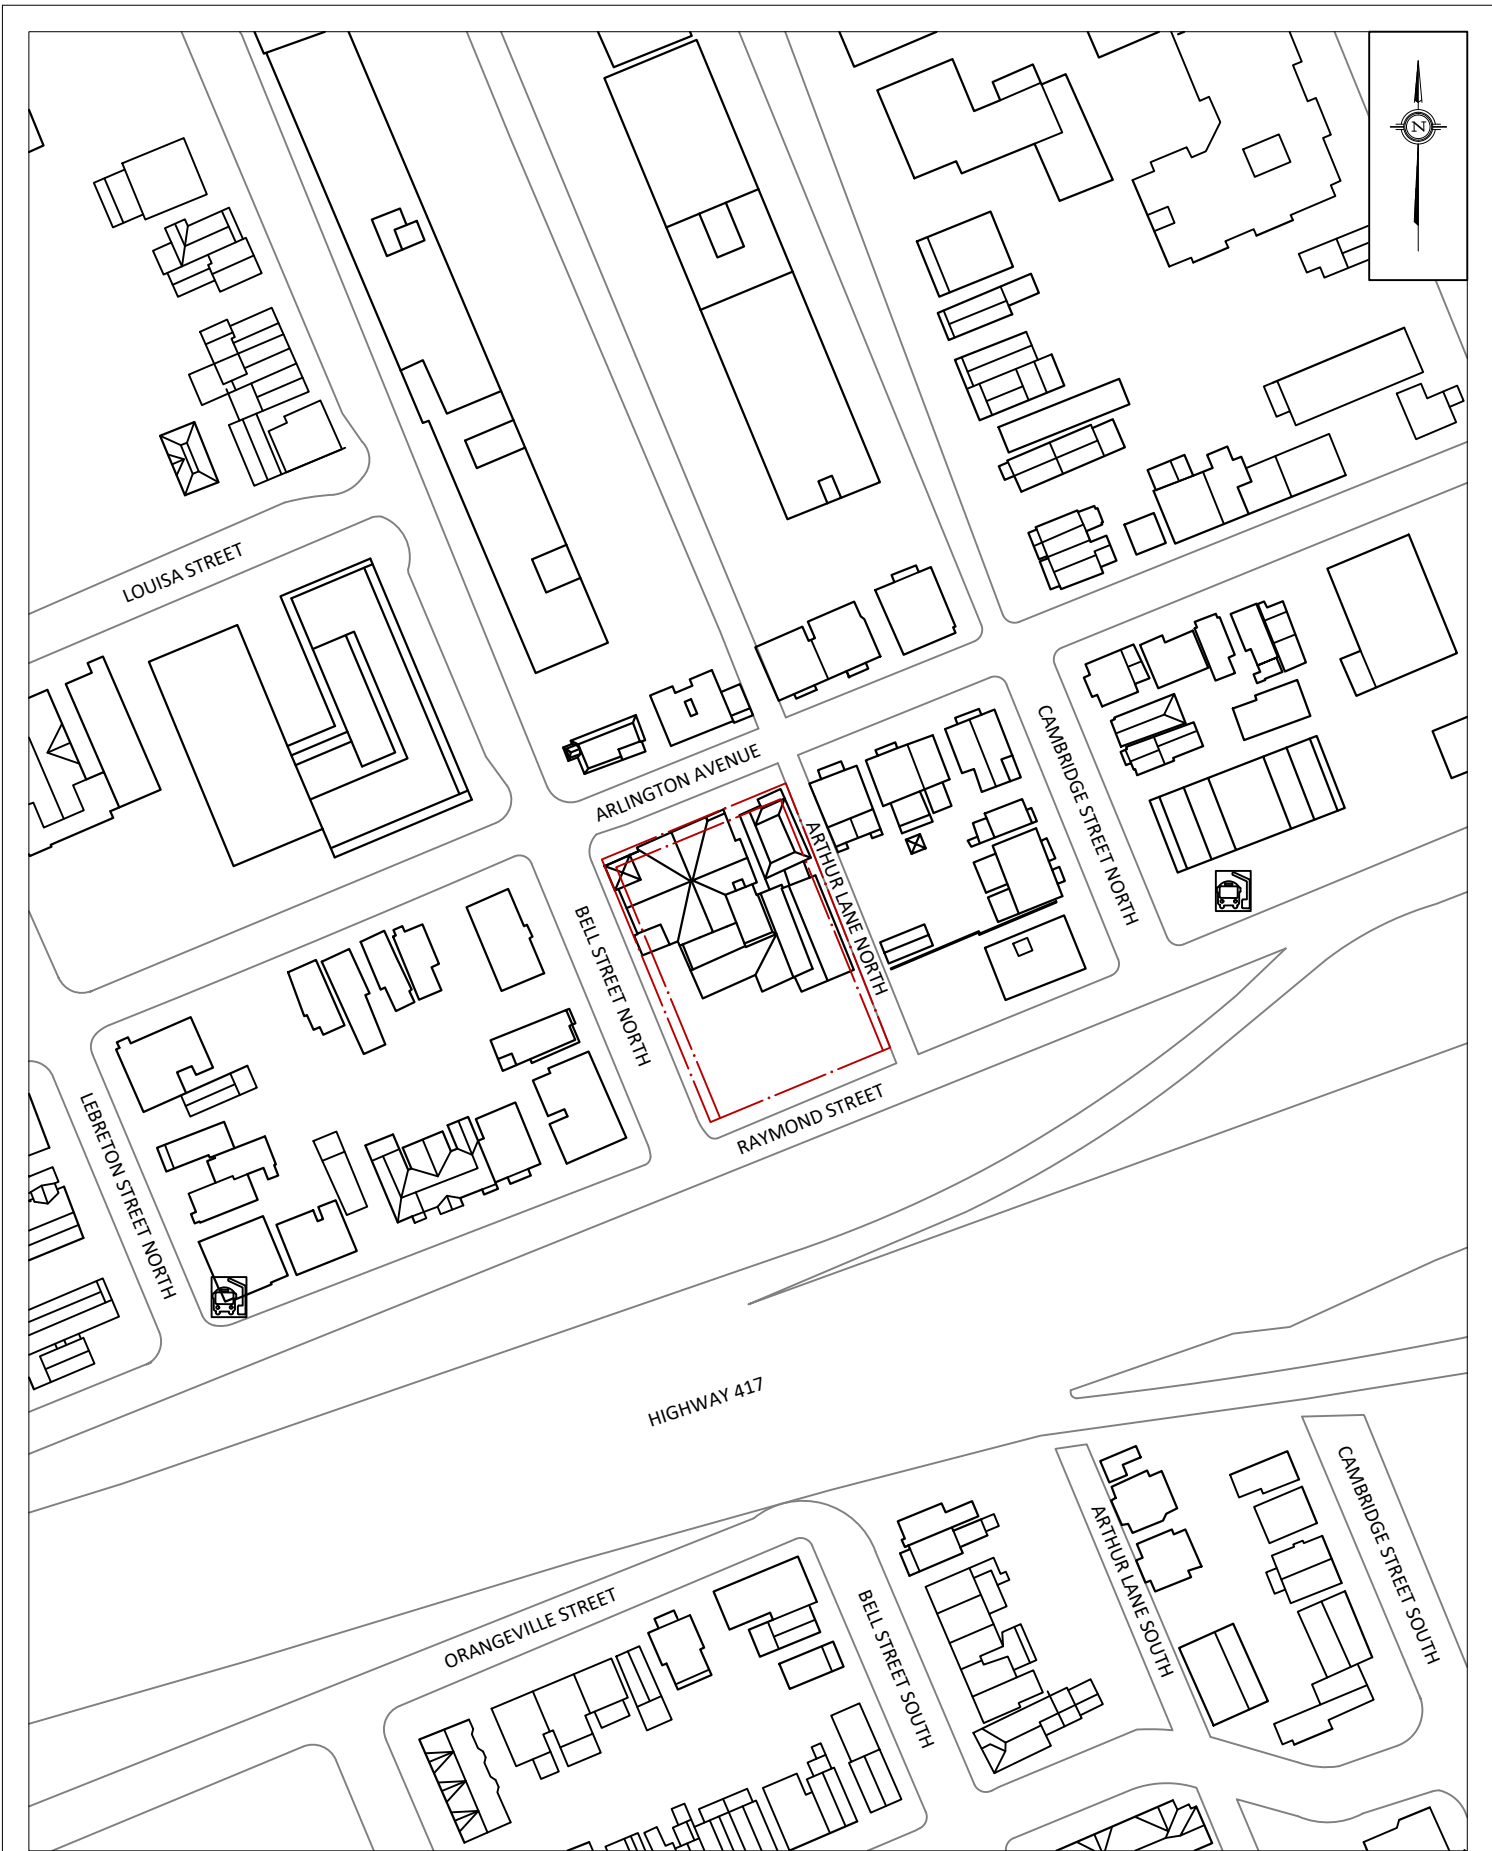 N
LOUISA STREET
ARLINGTON AVENUE
CAMBRIDGE STREET NORTH
ARTHUR LANE NORTH
BELL STREET NORTH
RAYMOND STREET
LEBRETON STREET NORTH
HIGHWAY 417
ORANGEVILLE STREET
BELL STREET SOUTH
ARTHUR LANE SOUTH
CAMBRIDGE STREET SOUTH